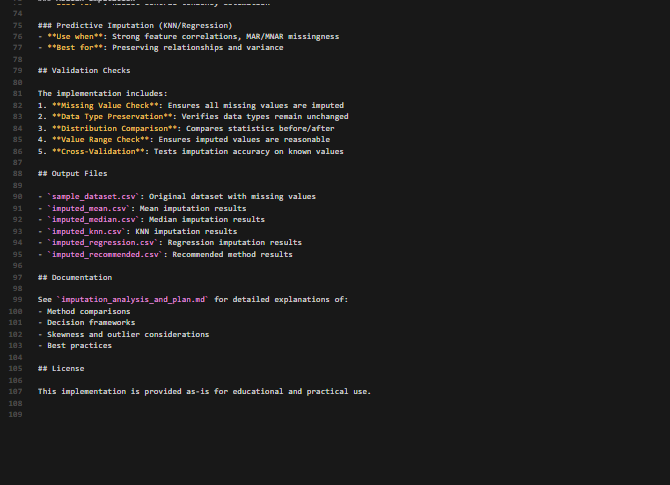 74
75 ### Predictive Imputation (KNN/Regression)
76 - **Use when**: Strong feature correlations, MAR/MNAR missingness
77 - **Best for**: Preserving relationships and variance
78
79 ## Validation Checks
80
81 The implementation includes:
82 1. **Missing Value Check**: Ensures all missing values are imputed
83 2. **Data Type Preservation**: Verifies data types remain unchanged
84 3. **Distribution Comparison**: Compares statistics before/after
85 4. **Value Range Check**: Ensures imputed values are reasonable
86 5. **Cross-Validation**: Tests imputation accuracy on known values
87
88 ## Output Files
89
90 - `sample_dataset.csv`: Original dataset with missing values
91 - `imputed_mean.csv`: Mean imputation results
92 - `imputed_median.csv`: Median imputation results
93 - `imputed_knn.csv`: KNN imputation results
94 - `imputed_regression.csv`: Regression imputation results
95 - `imputed_recommended.csv`: Recommended method results
96
97 ## Documentation
98
99 See `imputation_analysis_and_plan.md` for detailed explanations of:
100 - Method comparisons
101 - Decision frameworks
102 - Skewness and outlier considerations
103 - Best practices
104
105 ## License
106
107 This implementation is provided as-is for educational and practical use.
108
109